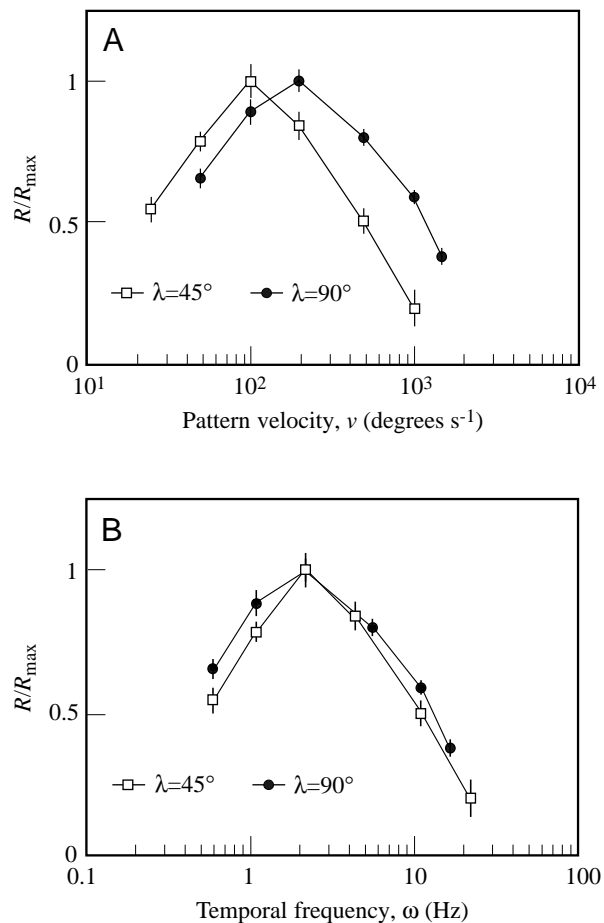 A
1
R/Rmax
0.5
λ=45° λ=90°
0
10¹ 10² 10³ 10⁴
Pattern velocity, v (degrees s⁻¹)
B
1
R/Rmax
0.5
λ=45° λ=90°
0
0.1 1 10 100
Temporal frequency, ω (Hz)